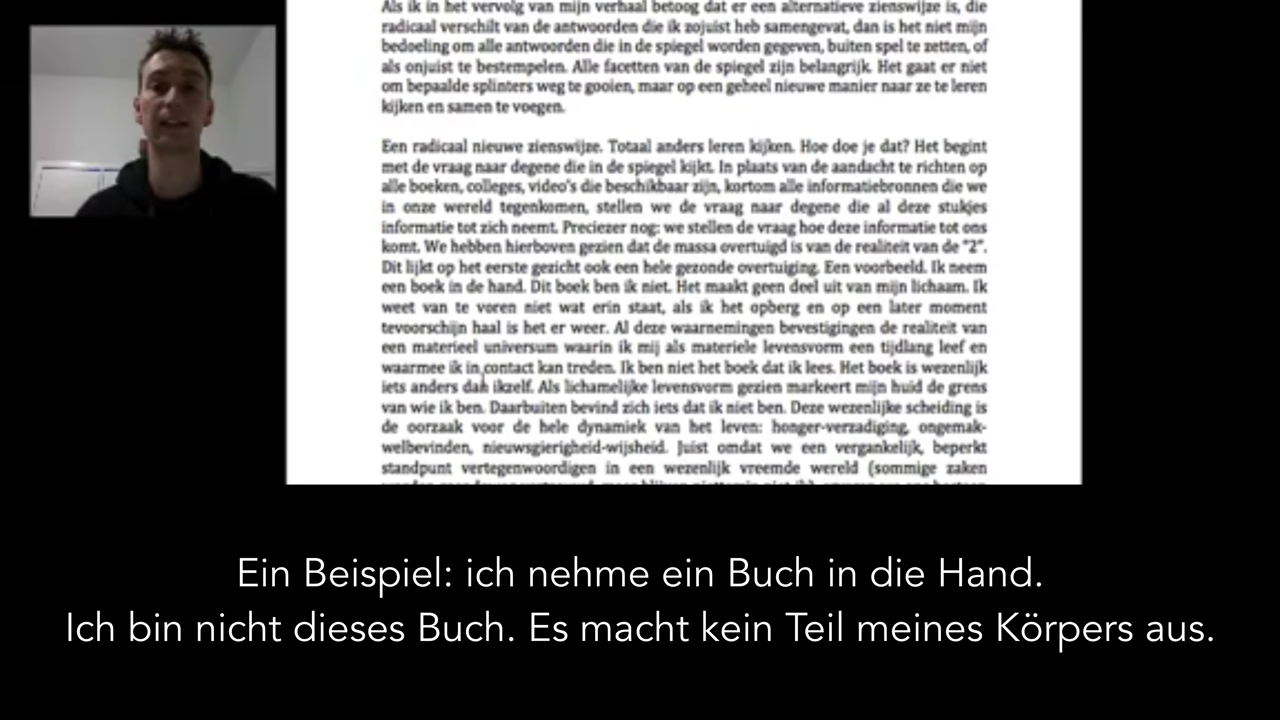 Als ik in het vervolg van mijn verhaal betoog dat er een alternatieve zienswijze is, die
radicaal verschilt van de antwoorden die ik zojuist heb samengevat, dan is het niet mijn
bedoeling om alle antwoorden die in de spiegel worden gegeven, buiten spel te zetten, of
als onjuist te bestempelen. Alle facetten van de spiegel zijn belangrijk. Het gaat er niet
om bepaalde splinters weg te gooien, maar op een geheel nieuwe manier naar ze te leren
kijken en samen te voegen.
Een radicaal nieuwe zienswijze. Totaal anders leren kijken. Hoe doe je dat? Het begint
met de vraag naar degene die in de spiegel kijkt. In plaats van de aandacht te richten op
alle boeken, colleges, video's die beschikbaar zijn, kortom alle informatiebronnen die we
in onze wereld tegenkomen, stellen we de vraag naar degene die al deze stukjes
informatie tot zich neemt. Preciezer nog: we stellen de vraag hoe deze informatie tot ons
komt. We hebben hierboven gezien dat de massa overtuigd is van de realiteit van de "2".
Dit lijkt op het eerste gezicht ook een hele gezonde overtuiging. Een voorbeeld. Ik neem
een boek in de hand. Dit boek ben ik niet. Het maakt geen deel uit van mijn lichaam. Ik
weet van te voren niet wat erin staat, als ik het opberg en op een later moment
tevoorschijn haal is het er weer. Al deze waarnemingen bevestigingen de realiteit van
een materieel universum waarin ik mij als materiele levensvorm een tijdlang leef en
waarmee ik in contact kan treden. Ik ben niet het boek dat ik lees. Het boek is wezenlijk
iets anders dan ikzelf. Als lichamelijke levensvorm gezien markeert mijn huid de grens
van wie ik ben. Daarbuiten bevind zich iets dat ik niet ben. Deze wezenlijke scheiding is
de oorzaak voor de hele dynamiek van het leven: honger-verzadiging, ongemak-
welbevinden, nieuwsgierigheid-wijsheid. Juist omdat we een vergankelijk, beperkt
standpunt vertegenwoordigen in een wezenlijk vreemde wereld (sommige zaken
Ein Beispiel: ich nehme ein Buch in die Hand.
Ich bin nicht dieses Buch. Es macht kein Teil meines Körpers aus.